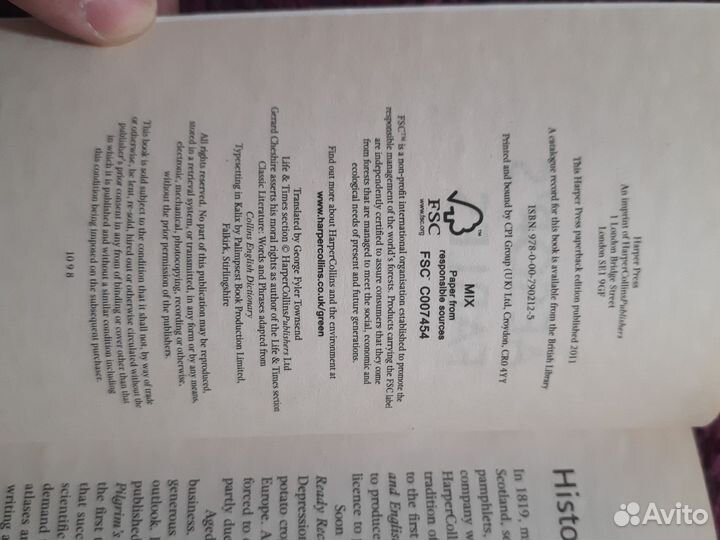 Harper Press
An imprint of HarperCollinsPublishers
1 London Bridge Street
London SE1 9GF
This Harper Press paperback edition published 2011
A catalogue record for this book is available from the British Library
ISBN: 978-0-00-790212-5
Printed and bound by CPI Group (UK) Ltd, Croydon, CR0 4YY
FSC
www.fsc.org
MIX
Paper from
responsible sources
FSC C007454
FSC™ is a non-profit international organisation established to promote the
responsible management of the world's forests. Products carrying the FSC label
are independently certified to assure consumers that they come
from forests that are managed to meet the social, economic and
ecological needs of present and future generations.
Find out more about HarperCollins and the environment at
www.harpercollins.co.uk/green
Translated by George Fyler Townsend
Life & Times section © HarperCollinsPublishers Ltd
Gerard Cheshire asserts his moral rights as author of the Life & Times section
Classic Literature: Words and Phrases adapted from
Collins English Dictionary
Typesetting in Kalix by Palimpsest Book Production Limited,
Falkirk, Stirlingshire
All rights reserved. No part of this publication may be reproduced,
stored in a retrieval system, or transmitted, in any form or by any means,
electronic, mechanical, photocopying, recording or otherwise,
without the prior permission of the publishers.
This book is sold subject to the condition that it shall not, by way of trade
or otherwise, be lent, re-sold, hired out or otherwise circulated without the
publisher's prior consent in any form of binding or cover other than that
in which it is published and without a similar condition including
this condition being imposed on the subsequent purchaser.
10 9 8
Histo
In 1819, m
Scotland, se
pamphlets,
company w
HarperColl
tradition of
to the first
and English
to produce
licence to p
Soon
Ready Rec
Depression
potato cro
Europe. A
forced to
partly due
Aged
business.
generous
outlook. I
published
Pilgrim's
the first t
that succ
scientific
demand
atlases an
writing a
Avito